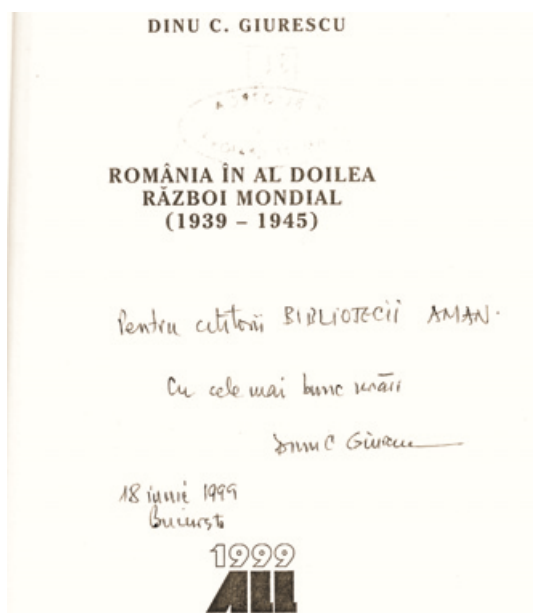 DINU C. GIURESCU
ROMÂNIA ÎN AL DOILEA
RĂZBOI MONDIAL
(1939 – 1945)
Pentru cititorii BIBLIOTECII AMAN.
Cu cele mai bune urări
Dinu C Giurescu
18 iunie 1999
București
1999
ALL